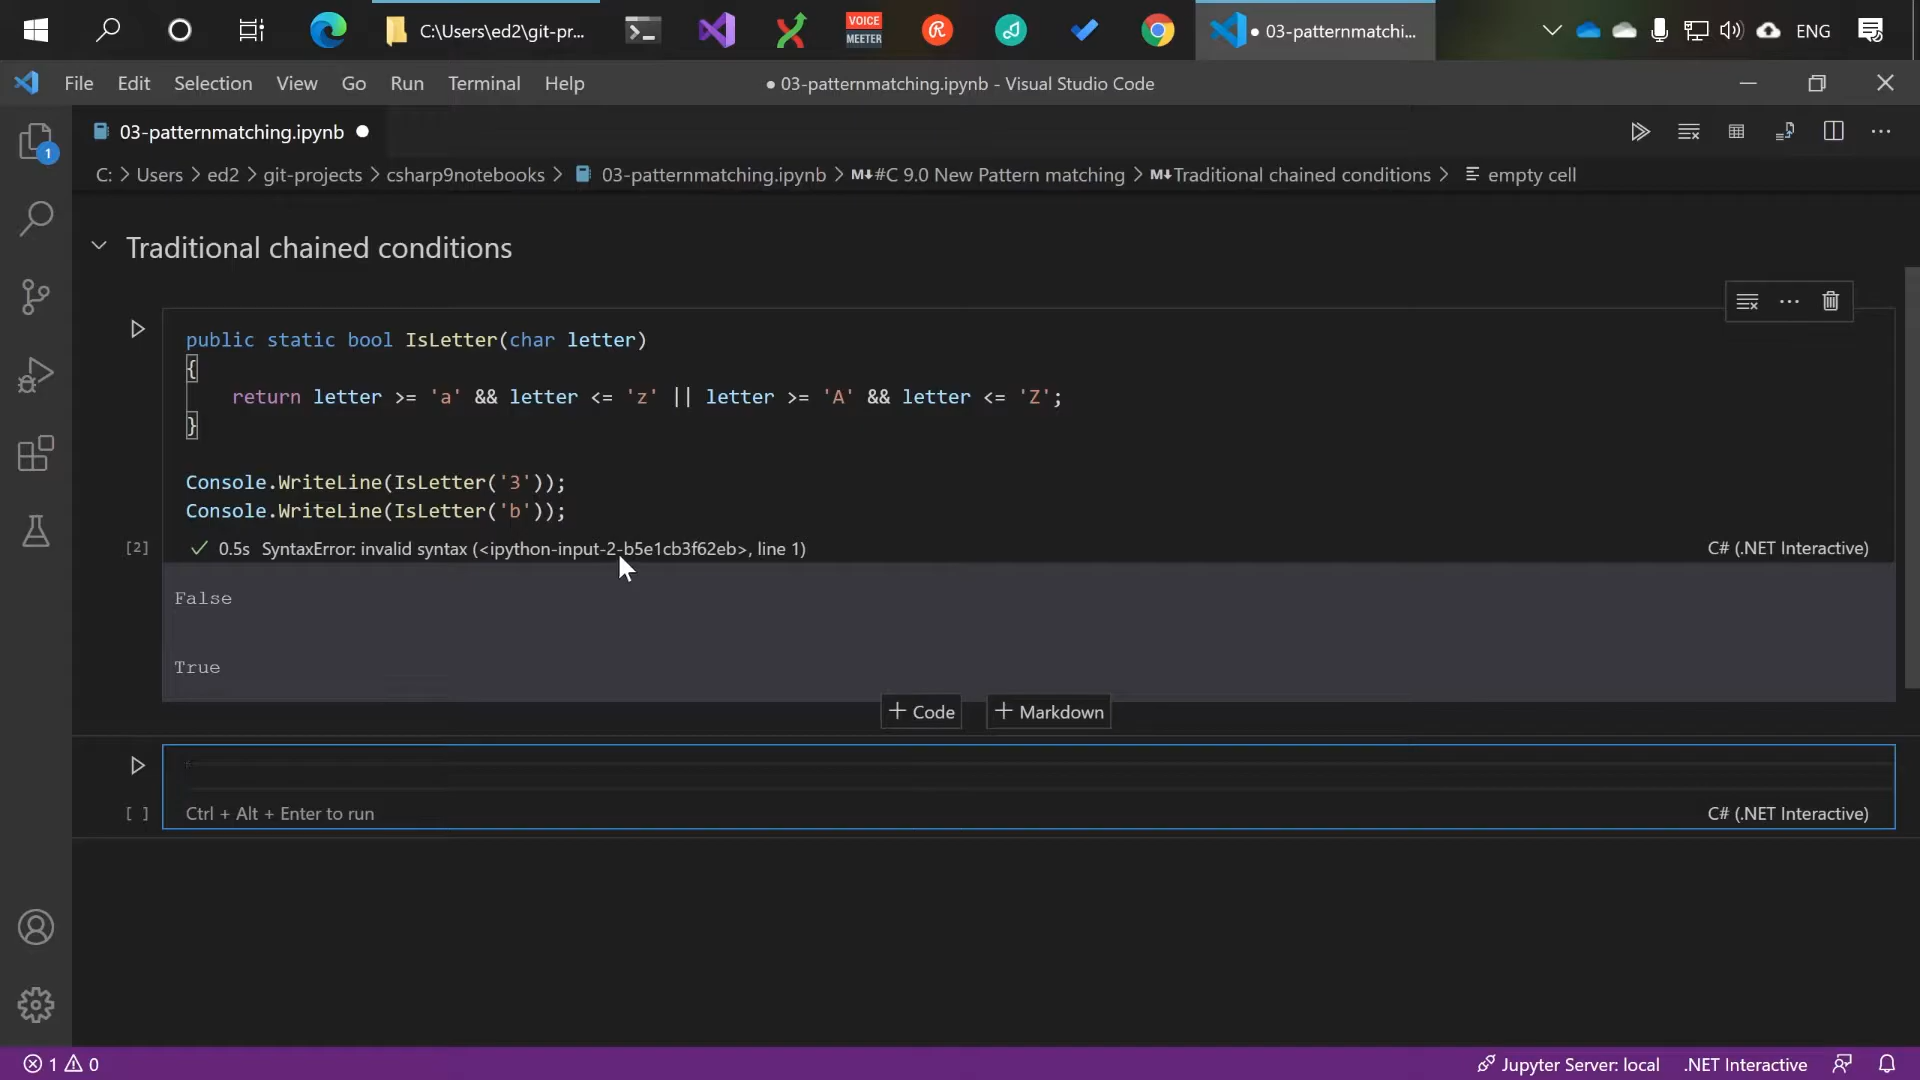 C:\Users\ed2\git-pr...
VOICE
MEETER
● 03-patternmatchi...
ENG
File Edit Selection View Go Run Terminal Help
● 03-patternmatching.ipynb - Visual Studio Code
03-patternmatching.ipynb ●
C: > Users > ed2 > git-projects > csharp9notebooks > 03-patternmatching.ipynb > M↓#C 9.0 New Pattern matching > M↓Traditional chained conditions > empty cell
1
Traditional chained conditions
public static bool IsLetter(char letter)
{
return letter >= 'a' && letter <= 'z' || letter >= 'A' && letter <= 'Z';
}
Console.WriteLine(IsLetter('3'));
Console.WriteLine(IsLetter('b'));
[2] ✓ 0.5s SyntaxError: invalid syntax (<ipython-input-2-b5e1cb3f62eb>, line 1) C# (.NET Interactive)
False
True
+ Code + Markdown
[ ] Ctrl + Alt + Enter to run C# (.NET Interactive)
1 0 Jupyter Server: local .NET Interactive